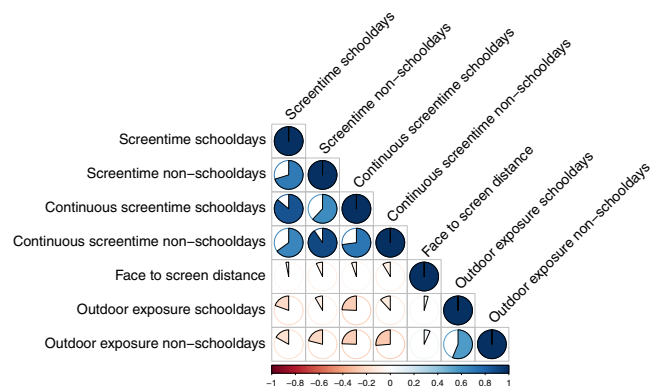 Screentime schooldays
Screentime non−schooldays
Continuous screentime schooldays
Continuous screentime non−schooldays
Face to screen distance
Outdoor exposure schooldays
Outdoor exposure non−schooldays
Screentime schooldays
Screentime non−schooldays
Continuous screentime schooldays
Continuous screentime non−schooldays
Face to screen distance
Outdoor exposure schooldays
Outdoor exposure non−schooldays
−1 −0.8 −0.6 −0.4 −0.2 0 0.2 0.4 0.6 0.8 1